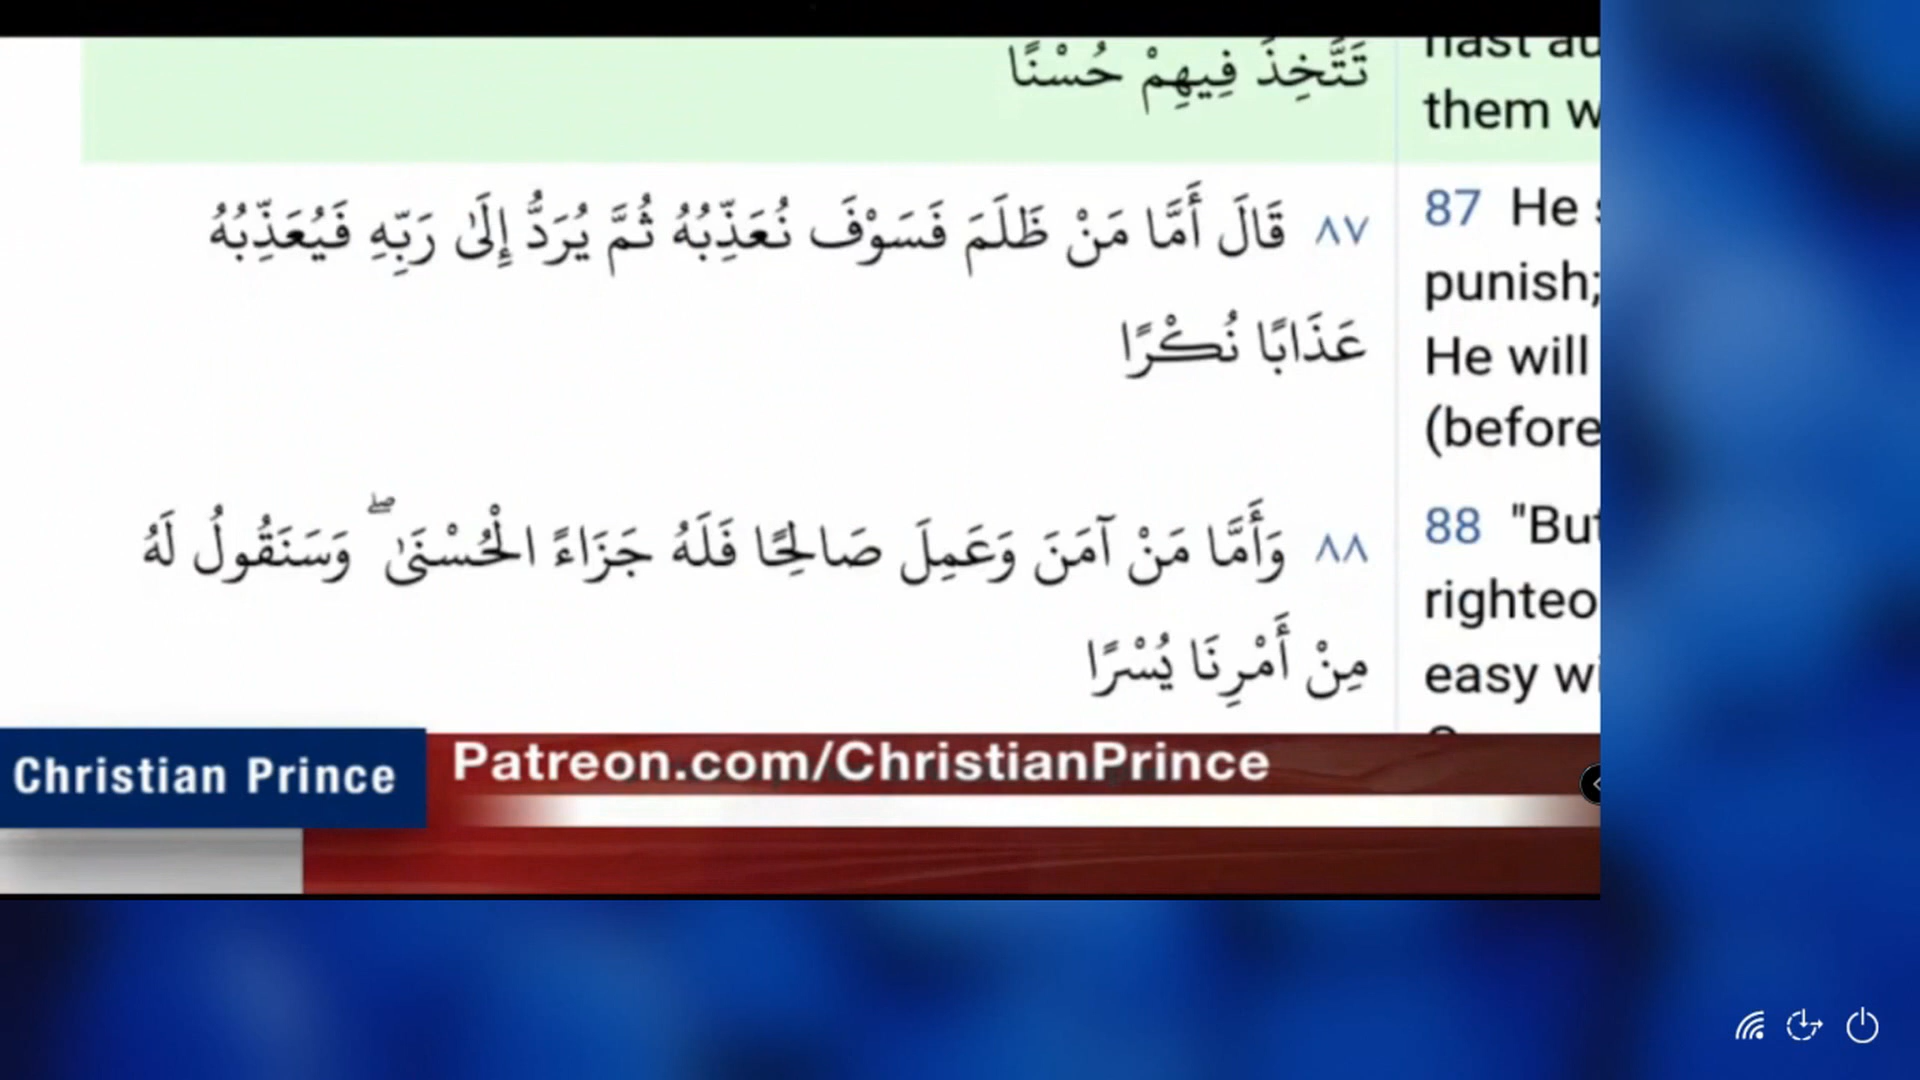 تَتَّخِذَ فِيهِمْ حُسْنًا
them w
٨٧ قَالَ أَمَّا مَنْ ظَلَمَ فَسَوْفَ نُعَذِّبُهُ ثُمَّ يُرَدُّ إِلَىٰ رَبِّهِ فَيُعَذِّبُهُ
عَذَابًا نُكْرًا
87 He
punish;
He will
(before
٨٨ وَأَمَّا مَنْ آمَنَ وَعَمِلَ صَالِحًا فَلَهُ جَزَاءً الْحُسْنَىٰ ۖ وَسَنَقُولُ لَهُ
مِنْ أَمْرِنَا يُسْرًا
88 "But
righteo
easy wi
Christian Prince
Patreon.com/ChristianPrince